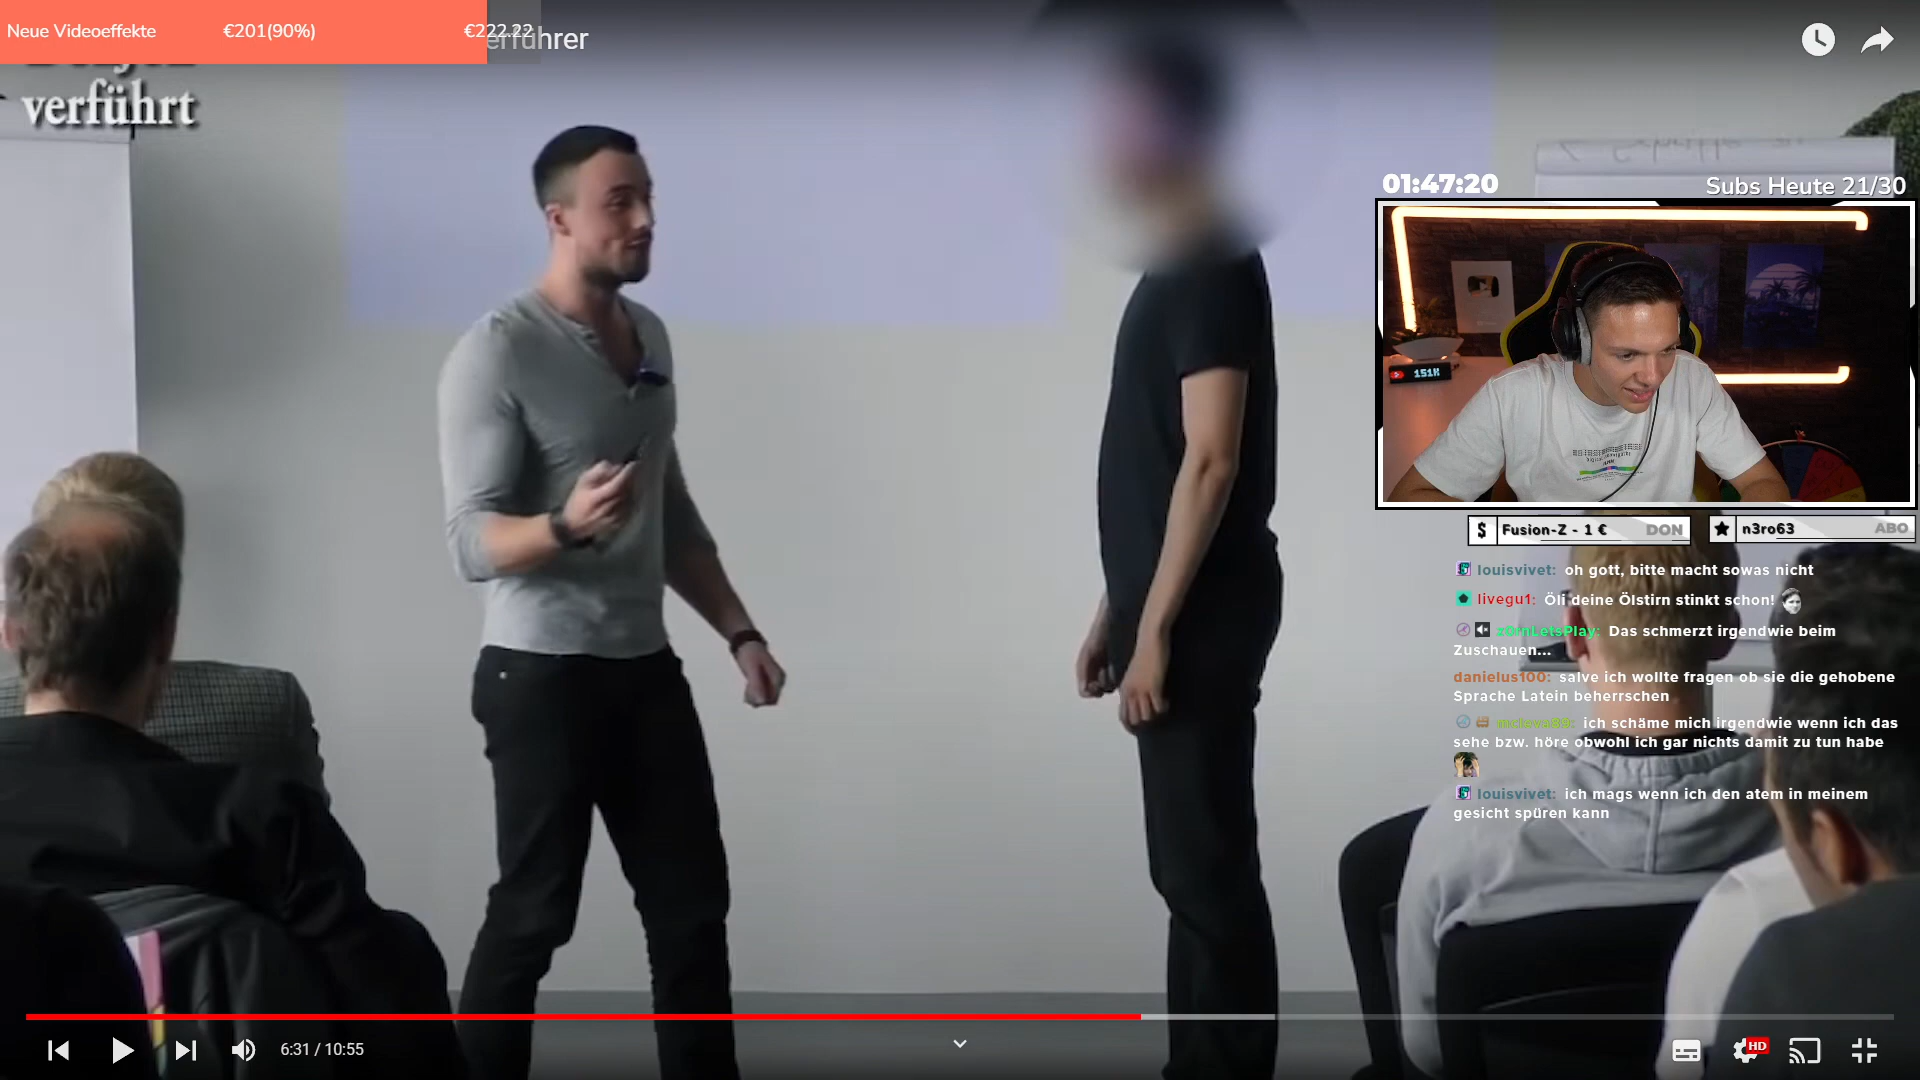 Neue Videoeffekte €201(90%) €222.22
erführer
verführt
01:47:20
Subs Heute 21/30
151K
$ Fusion-Z - 1 € DON
n3ro63 ABO
louisvivet: oh gott, bitte macht sowas nicht
livegu1: Öli deine Ölstirn stinkt schon!
z0rnLetsPlay: Das schmerzt irgendwie beim
Zuschauen...
danielus100: salve ich wollte fragen ob sie die gehobene
Sprache Latein beherrschen
ich schäme mich irgendwie wenn ich das
sehe bzw. höre obwohl ich gar nichts damit zu tun habe
louisvivet: ich mags wenn ich den atem in meinem
gesicht spüren kann
6:31 / 10:55
HD